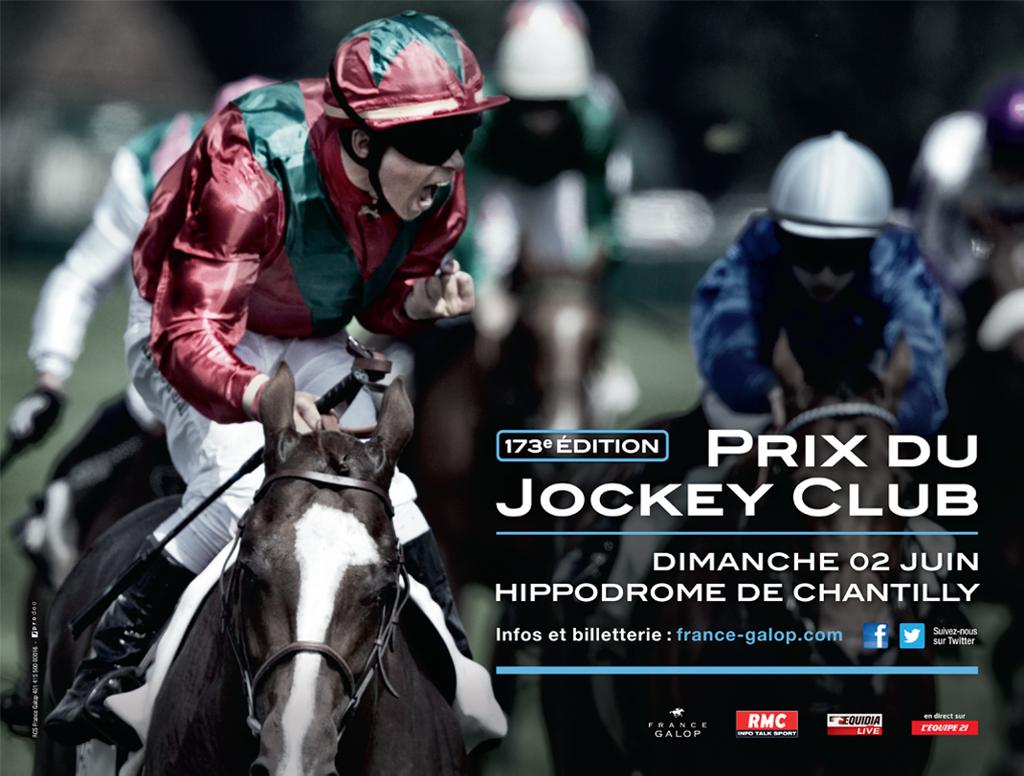 173e ÉDITION
PRIX DU
JOCKEY CLUB
DIMANCHE 02 JUIN
HIPPODROME DE CHANTILLY
Infos et billetterie : france-galop.com
f
Suivez-nous
sur Twitter
FRANCE
GALOP
RMC
INFO TALK SPORT
EQUIDIA
LIVE
en direct sur
L'EQUIPE 21